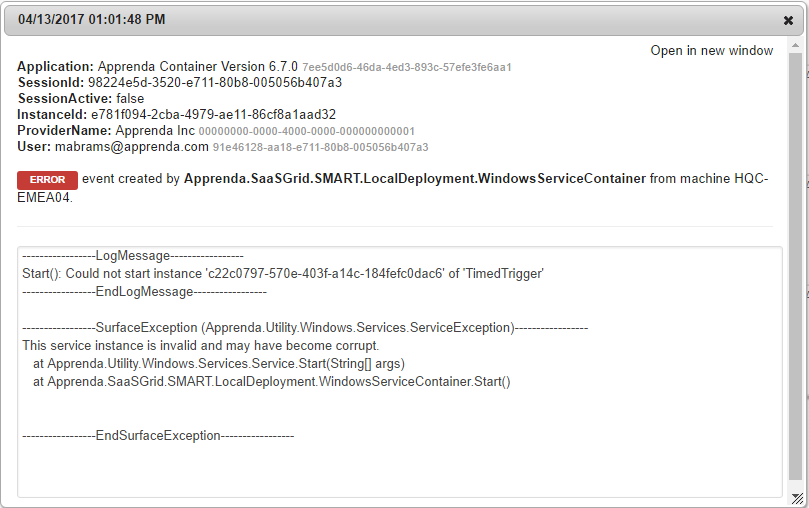 04/13/2017 01:01:48 PM
Open in new window
Application: Apprenda Container Version 6.7.0 7ee5d0d6-46da-4ed3-893c-57efe3fe6aa1
SessionId: 98224e5d-3520-e711-80b8-005056b407a3
SessionActive: false
InstanceId: e781f094-2cba-4979-ae11-86cf8a1aad32
ProviderName: Apprenda Inc 00000000-0000-4000-0000-000000000001
User: mabrams@apprenda.com 91e46128-aa18-e711-80b8-005056b407a3
ERROR event created by Apprenda.SaaSGrid.SMART.LocalDeployment.WindowsServiceContainer from machine HQC-
EMEA04.
-----------------LogMessage-----------------
Start(): Could not start instance 'c22c0797-570e-403f-a14c-184fefc0dac6' of 'TimedTrigger'
-----------------EndLogMessage-----------------
-----------------SurfaceException (Apprenda.Utility.Windows.Services.ServiceException)-----------------
This service instance is invalid and may have become corrupt.
at Apprenda.Utility.Windows.Services.Service.Start(String[] args)
at Apprenda.SaaSGrid.SMART.LocalDeployment.WindowsServiceContainer.Start()
-----------------EndSurfaceException-----------------